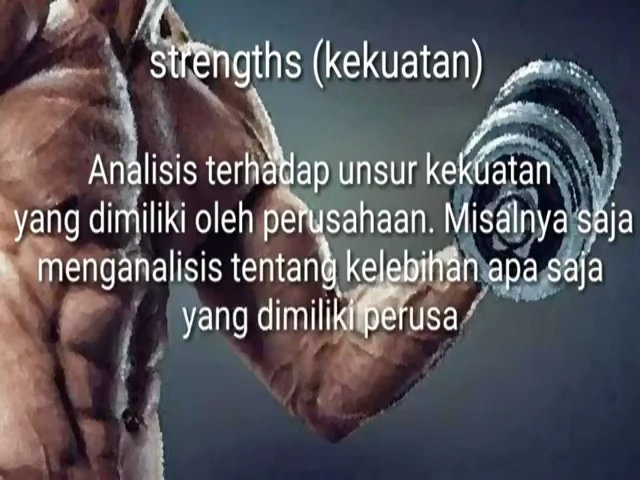 strengths (kekuatan)
Analisis terhadap unsur kekuatan
yang dimiliki oleh perusahaan. Misalnya saja
menganalisis tentang kelebihan apa saja
yang dimiliki perusa